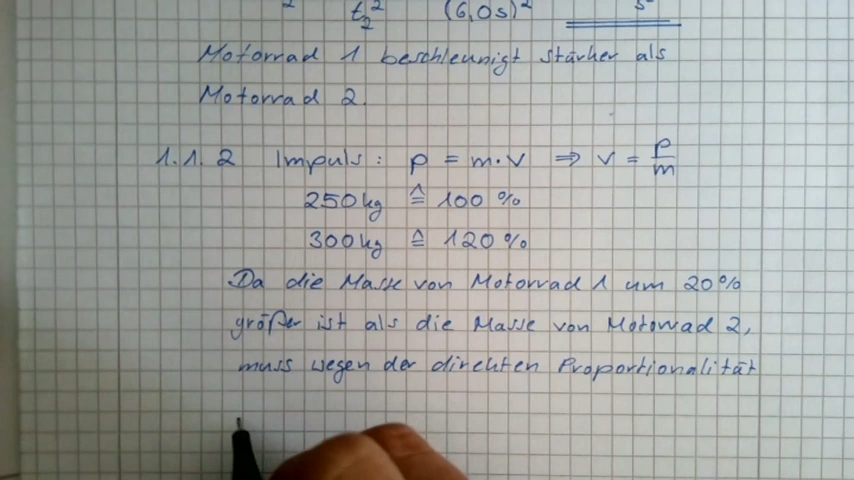 t₂² (6,0s)²
Motorrad 1 beschleunigt stärker als
Motorrad 2.
1.1.2 Impuls: p = m·v ⇒ v = p/m
250kg ≙ 100 %
300kg ≙ 120 %
Da die Masse von Motorrad 1 um 20%
größer ist als die Masse von Motorrad 2,
muss wegen der direkten Proportionalität